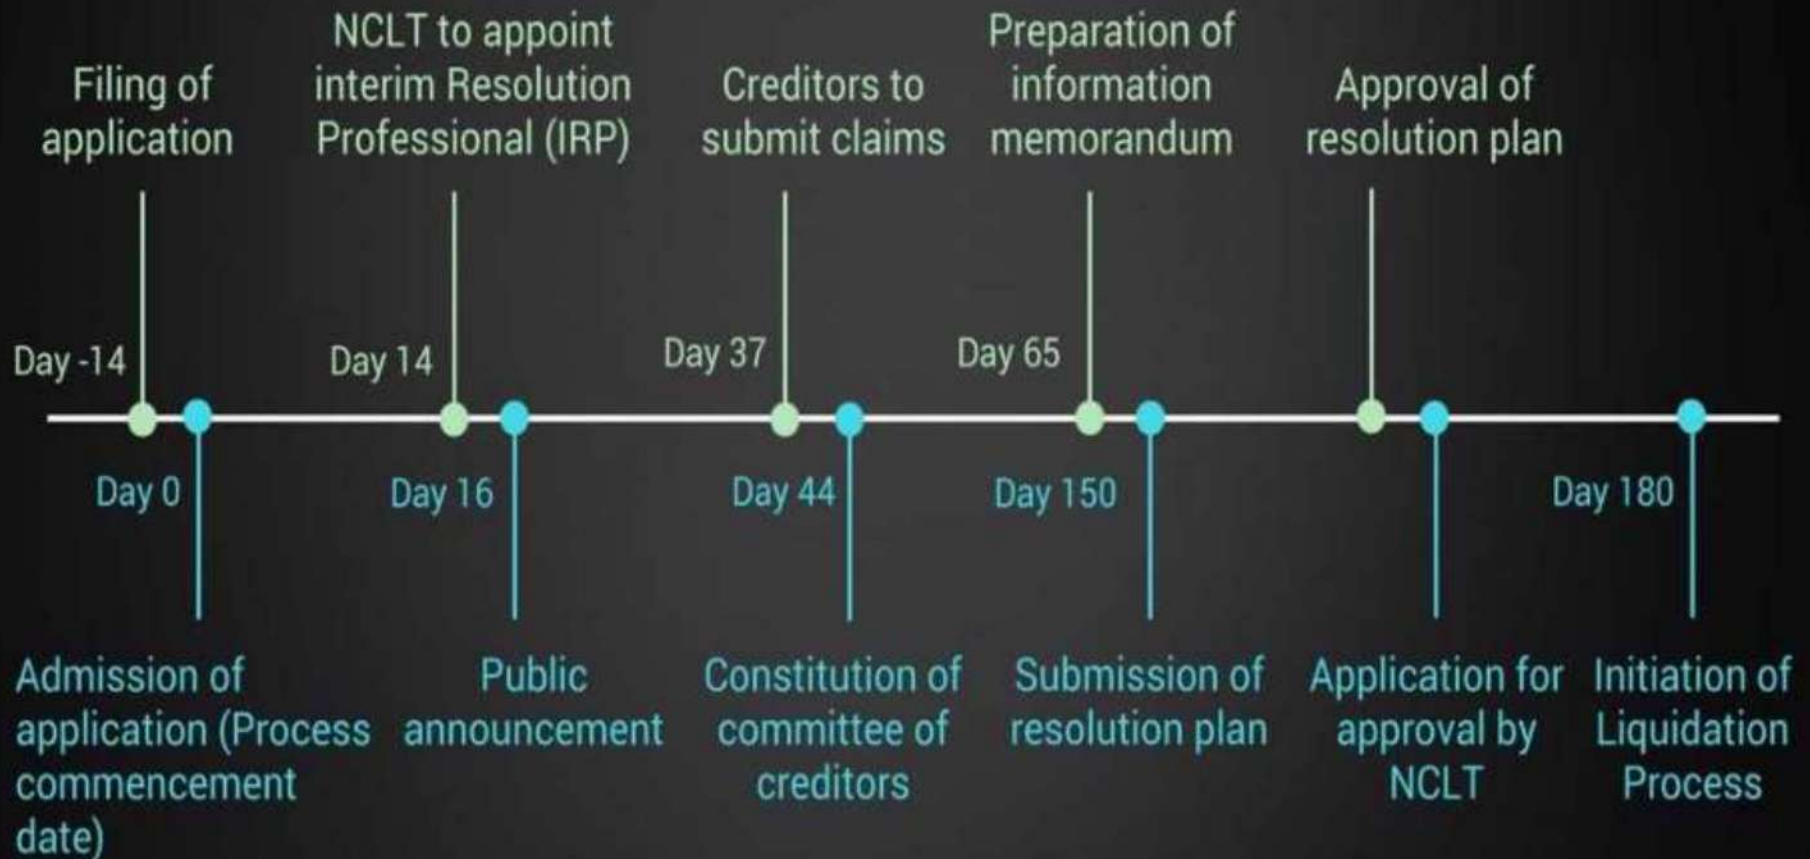 Filing of
application
NCLT to appoint
interim Resolution
Professional (IRP)
Creditors to
submit claims
Preparation of
information
memorandum
Approval of
resolution plan
Day -14
Day 14
Day 37
Day 65
Day 0
Day 16
Day 44
Day 150
Day 180
Admission of
application (Process
commencement
date)
Public
announcement
Constitution of
committee of
creditors
Submission of
resolution plan
Application for
approval by
NCLT
Initiation of
Liquidation
Process